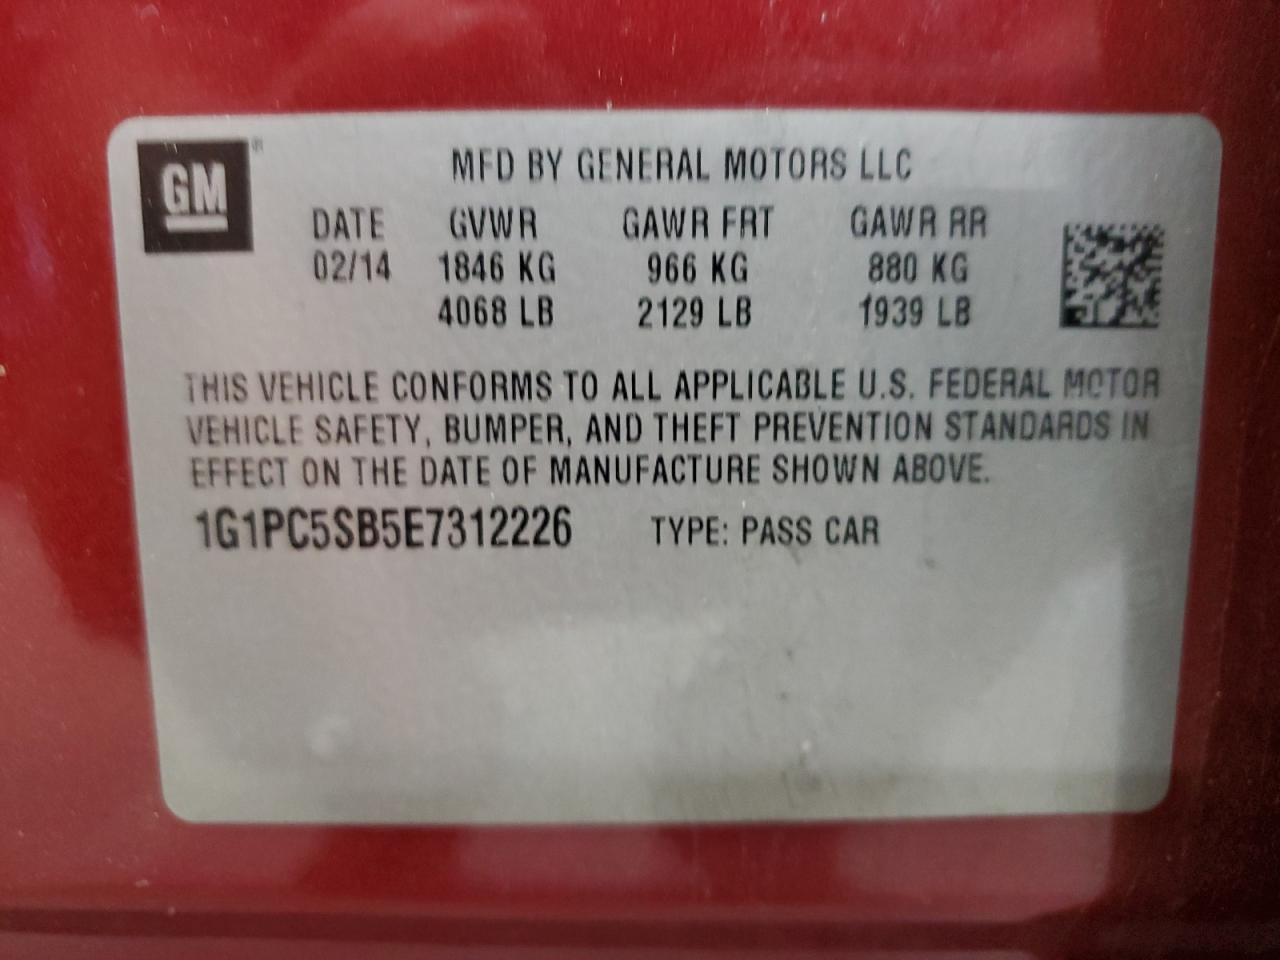 GM®
MFD BY GENERAL MOTORS LLC
DATE GVWR GAWR FRT GAWR RR
02/14 1846 KG 966 KG 880 KG
4068 LB 2129 LB 1939 LB
THIS VEHICLE CONFORMS TO ALL APPLICABLE U.S. FEDERAL MOTOR
VEHICLE SAFETY, BUMPER, AND THEFT PREVENTION STANDARDS IN
EFFECT ON THE DATE OF MANUFACTURE SHOWN ABOVE.
1G1PC5SB5E7312226 TYPE: PASS CAR